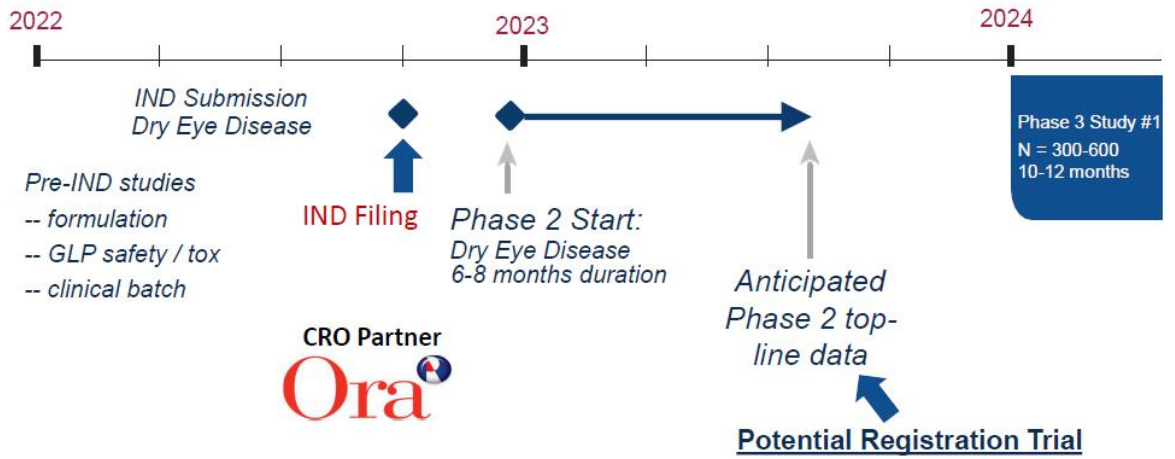 2022
2023
2024
IND Submission
Dry Eye Disease
Pre-IND studies
-- formulation
-- GLP safety / tox
-- clinical batch
IND Filing
Phase 2 Start:
Dry Eye Disease
6-8 months duration
Anticipated
Phase 2 top-
line data
Phase 3 Study #1
N = 300-600
10-12 months
CRO Partner
Ora
Potential Registration Trial